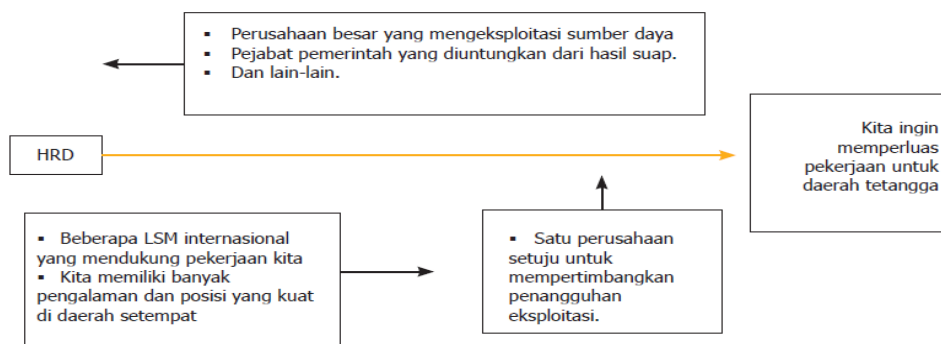 ▪ Perusahaan besar yang mengeksploitasi sumber daya
▪ Pejabat pemerintah yang diuntungkan dari hasil suap.
▪ Dan lain-lain.
HRD
Kita ingin
memperluas
pekerjaan untuk
daerah tetangga
▪ Beberapa LSM internasional
yang mendukung pekerjaan kita
▪ Kita memiliki banyak
pengalaman dan posisi yang kuat
di daerah setempat
▪ Satu perusahaan
setuju untuk
mempertimbangkan
penangguhan
eksploitasi.